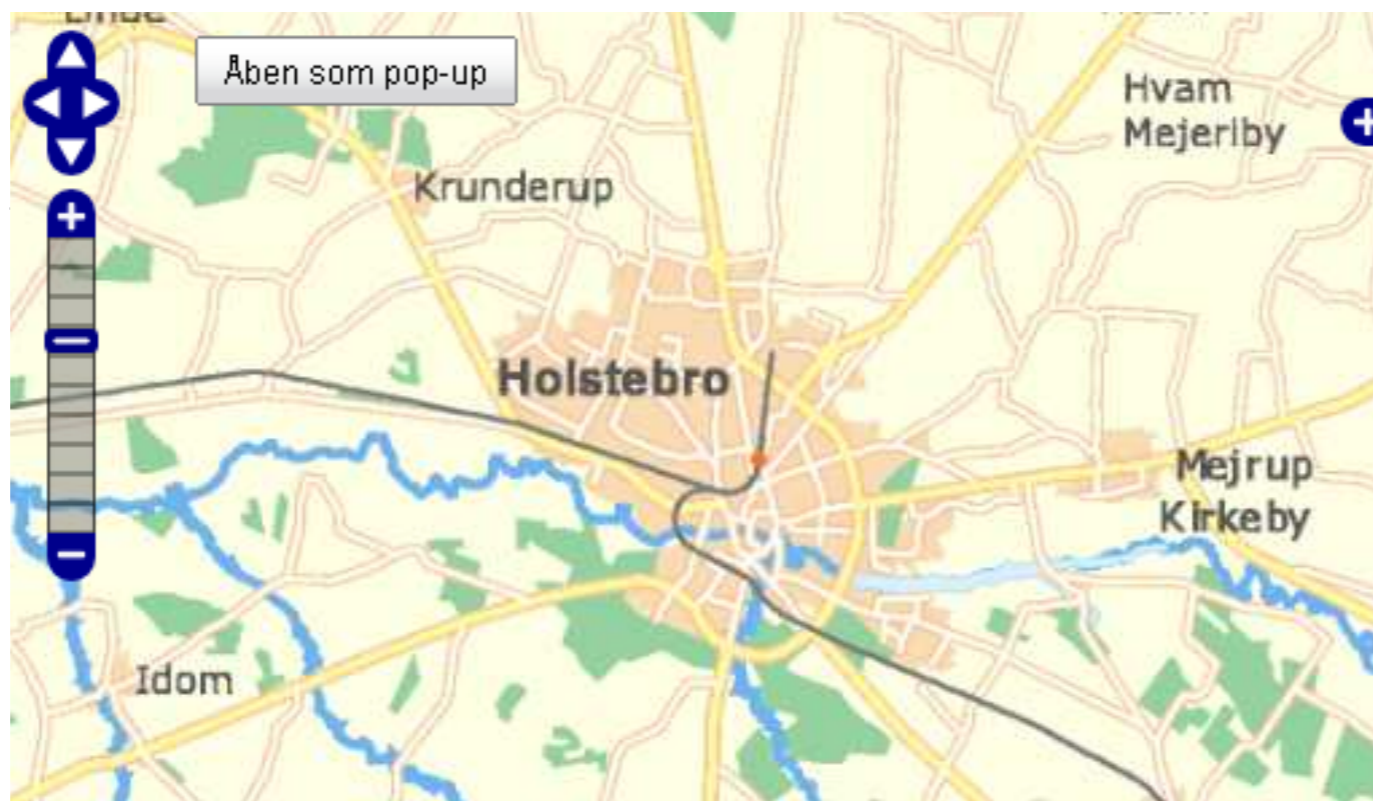 Åben som pop-up
Hvam
Mejeriby
Krunderup
Holstebro
Mejrup
Kirkeby
Idom